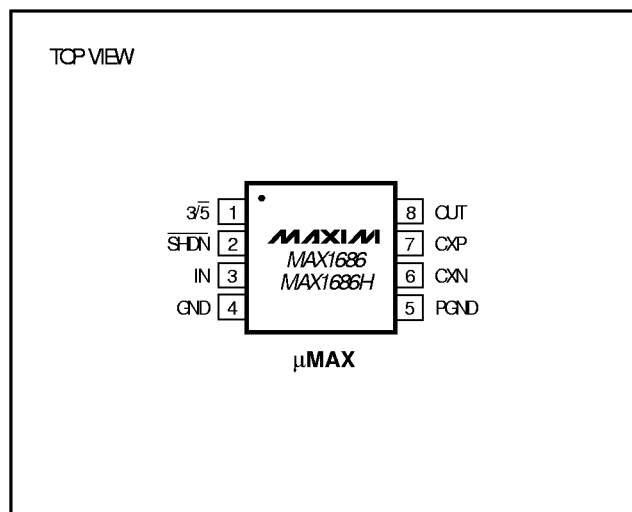 TOP VIEW
3/5̅ 1
S̅H̅D̅N̅ 2
IN 3
GND 4
MAXIM
MAX1686
MAX1686H
8 OUT
7 CXP
6 CXN
5 PGND
µMAX